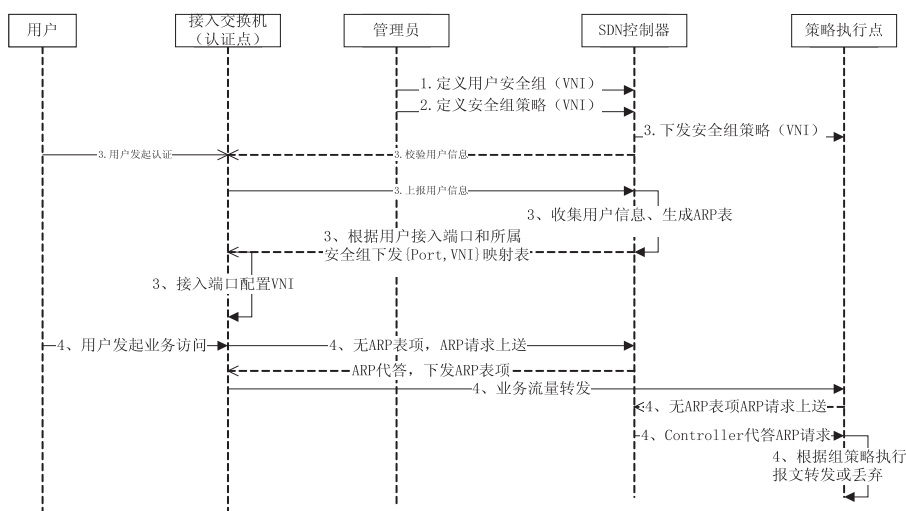 用户
接入交换机
（认证点）
管理员
SDN控制器
策略执行点
1.定义用户安全组（VNI）
2.定义安全组策略（VNI）
3.下发安全组策略（VNI）
3.用户发起认证
3.校验用户信息
3.上报用户信息
3、收集用户信息、生成ARP表
3、根据用户接入端口和所属
安全组下发{Port,VNI}映射表
3、接入端口配置VNI
4、用户发起业务访问
4、无ARP表项，ARP请求上送
ARP代答，下发ARP表项
4、业务流量转发
4、无ARP表项ARP请求上送
4、Controller代答ARP请求
4、根据组策略执行
报文转发或丢弃